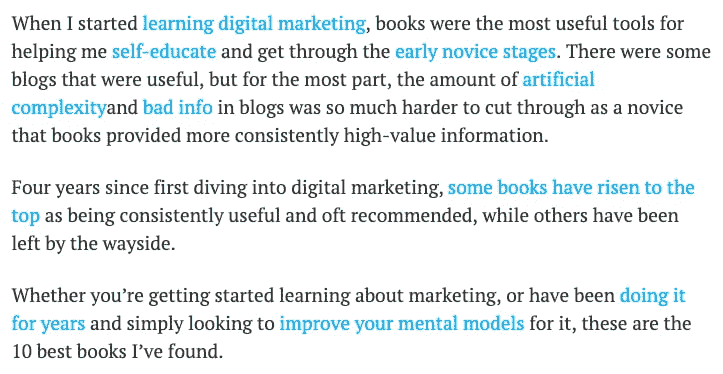 When I started learning digital marketing, books were the most useful tools for
helping me self-educate and get through the early novice stages. There were some
blogs that were useful, but for the most part, the amount of artificial
complexityand bad info in blogs was so much harder to cut through as a novice
that books provided more consistently high-value information.
Four years since first diving into digital marketing, some books have risen to the
top as being consistently useful and oft recommended, while others have been
left by the wayside.
Whether you’re getting started learning about marketing, or have been doing it
for years and simply looking to improve your mental models for it, these are the
10 best books I’ve found.